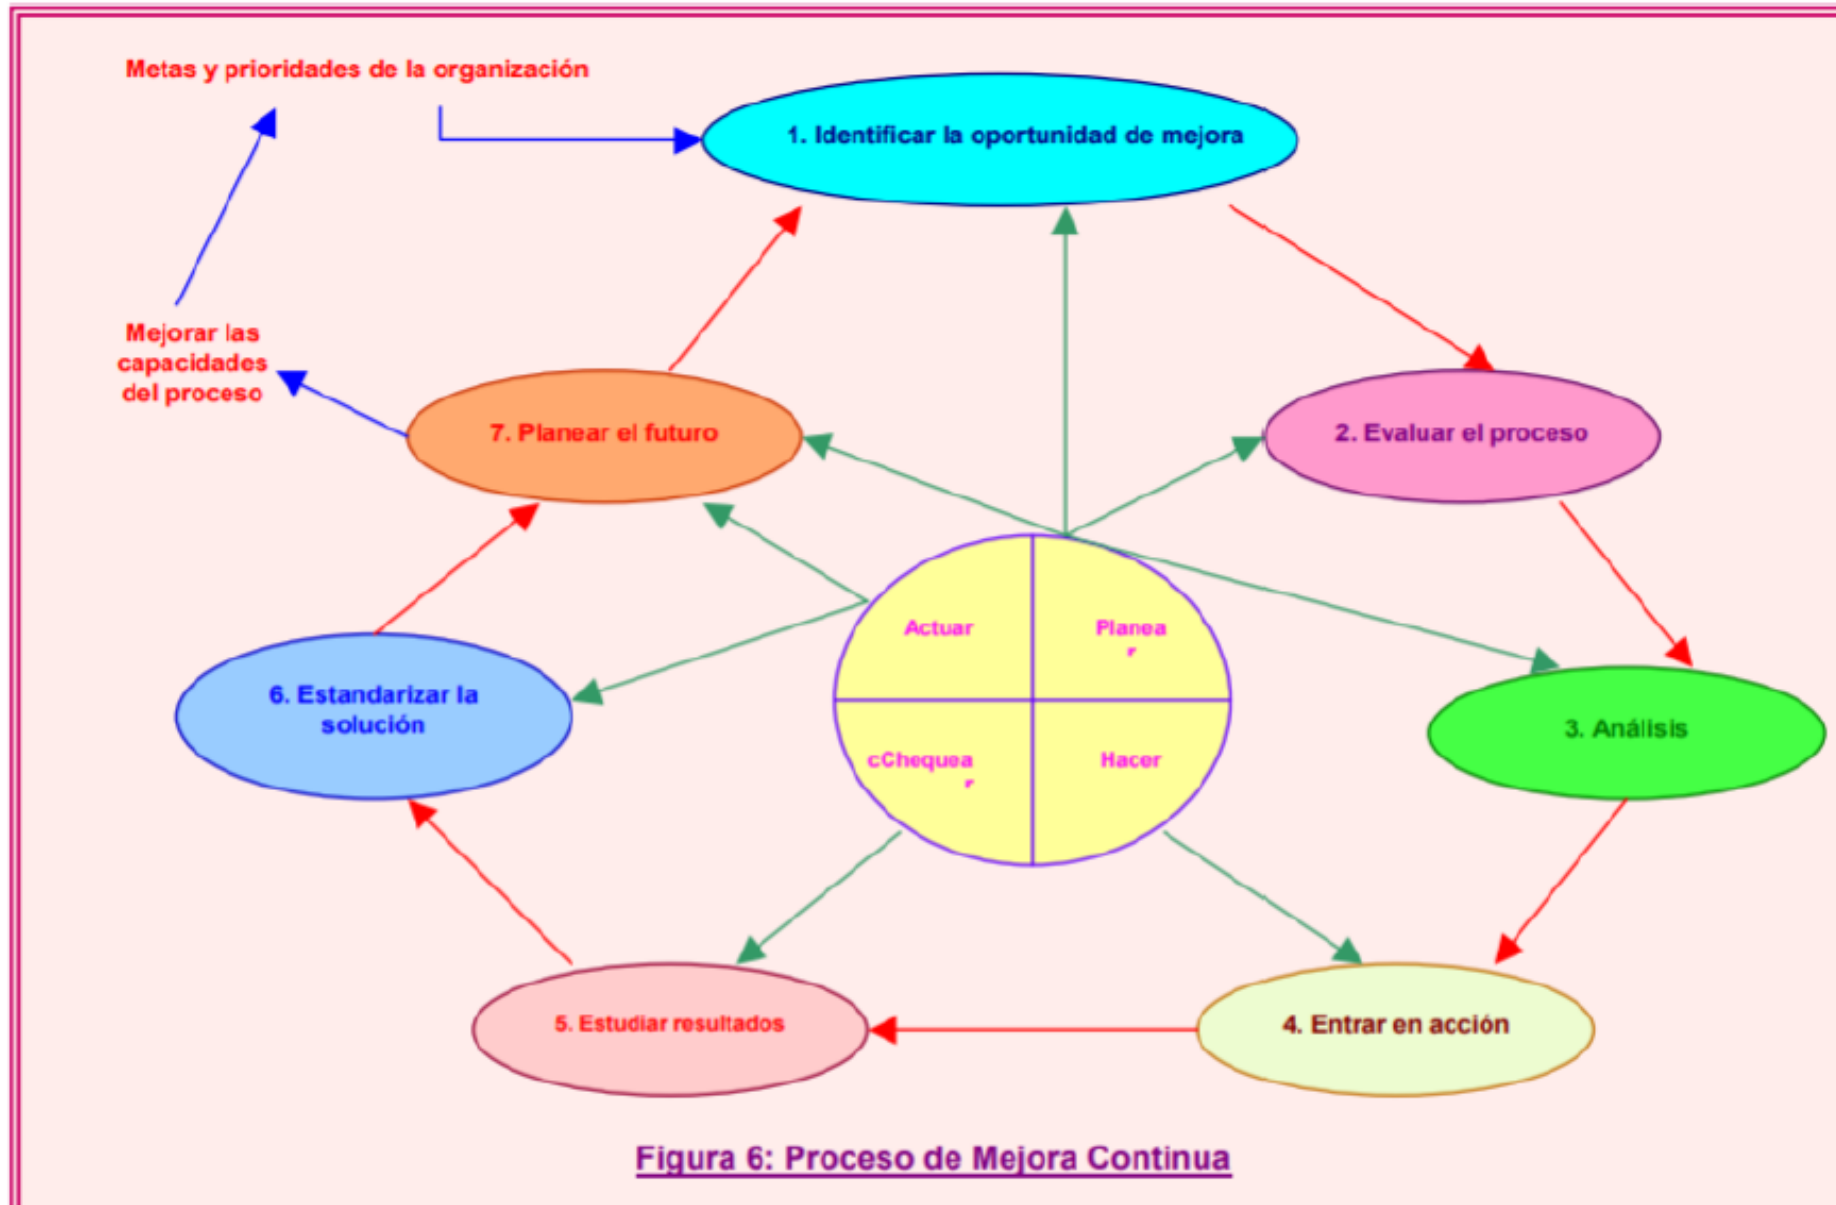 Metas y prioridades de la organización
1. Identificar la oportunidad de mejora
Mejorar las
capacidades
del proceso
7. Planear el futuro
2. Evaluar el proceso
Actuar
Planea
r
6. Estandarizar la
solución
3. Análisis
cChequea
r
Hacer
5. Estudiar resultados
4. Entrar en acción
Figura 6: Proceso de Mejora Continua